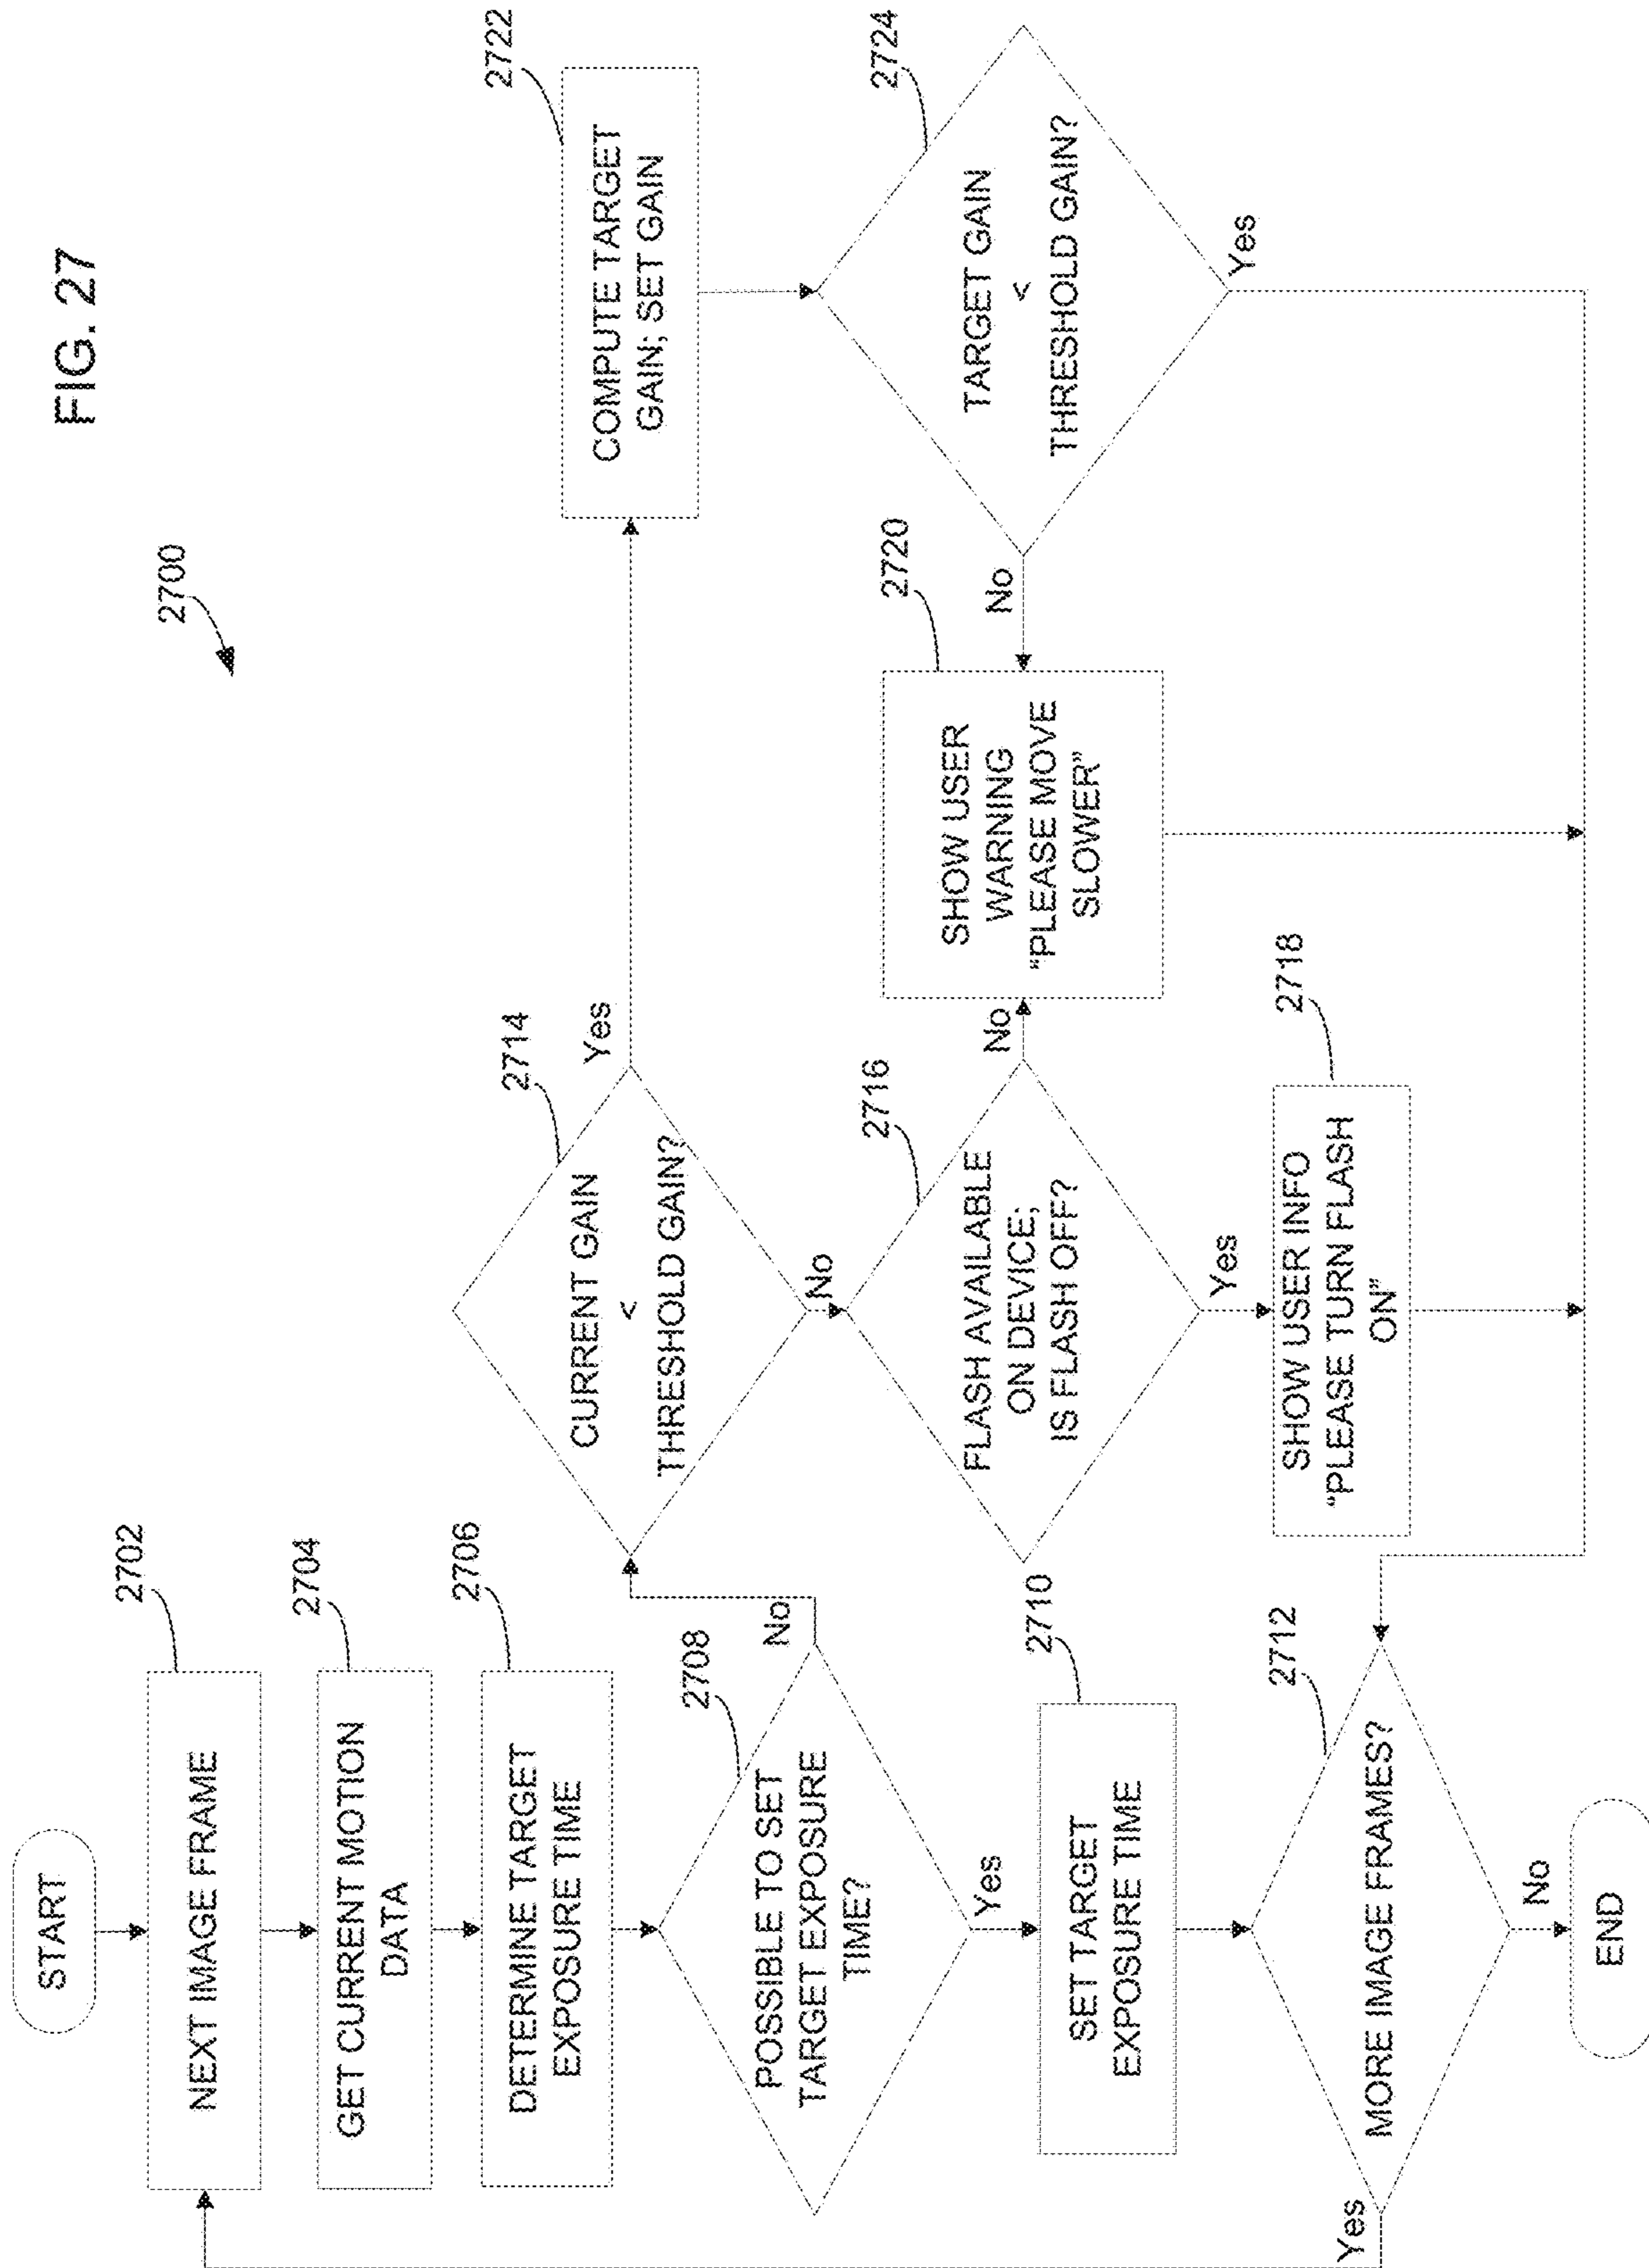 FIG. 27
2700
START
2702
NEXT IMAGE FRAME
2704
GET CURRENT MOTION
DATA
2706
DETERMINE TARGET
EXPOSURE TIME
2708
POSSIBLE TO SET
TARGET EXPOSURE
TIME?
No
Yes
2710
SET TARGET
EXPOSURE TIME
2712
MORE IMAGE FRAMES?
Yes
No
END
2714
CURRENT GAIN
<
THRESHOLD GAIN?
Yes
No
2716
FLASH AVAILABLE
ON DEVICE;
IS FLASH OFF?
No
Yes
2718
SHOW USER INFO
"PLEASE TURN FLASH
ON"
2720
SHOW USER
WARNING
"PLEASE MOVE
SLOWER"
2722
COMPUTE TARGET
GAIN; SET GAIN
2724
TARGET GAIN
<
THRESHOLD GAIN?
No
Yes